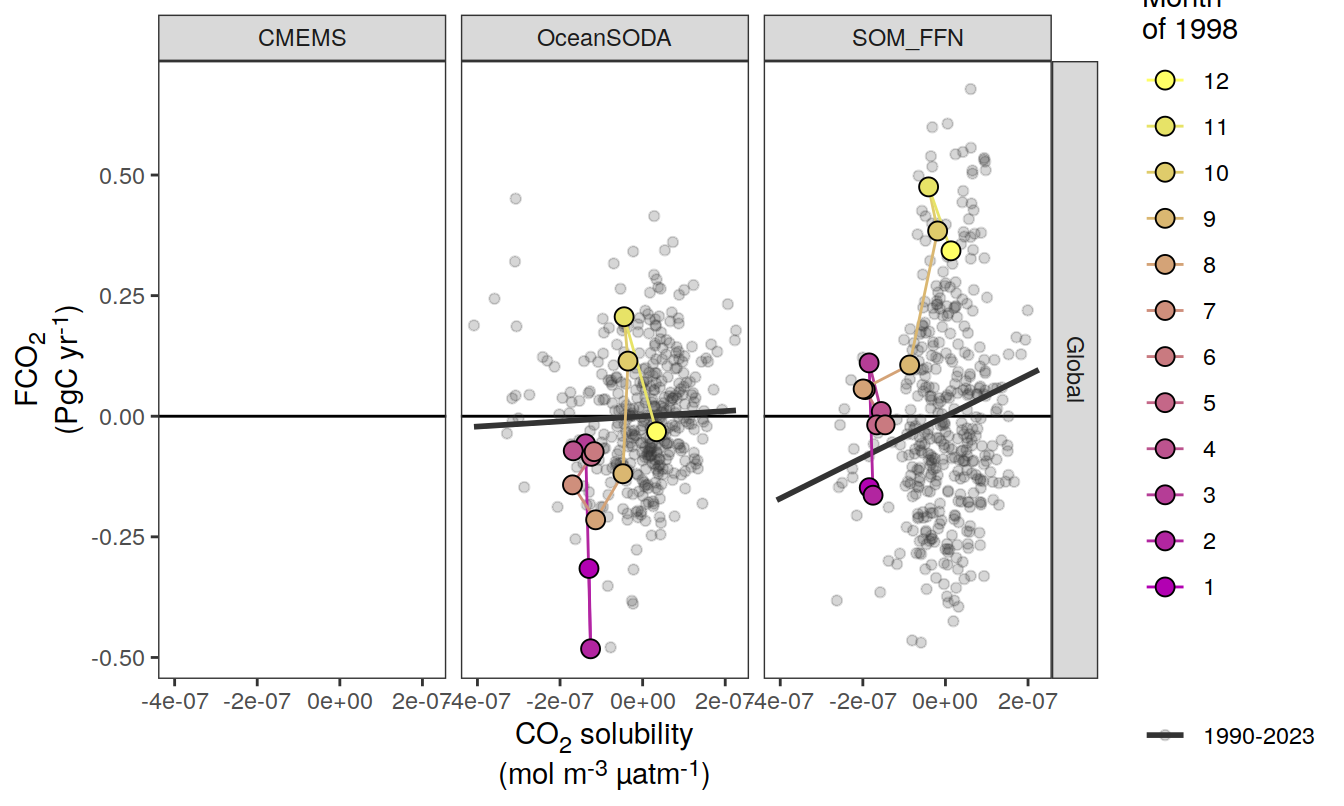 CMEMS
OceanSODA
SOM_FFN
Month
of 1998
12
11
10
9
8
7
6
5
4
3
2
1
1990-2023
Global
FCO2
(PgC yr-1)
0.50
0.25
0.00
-0.25
-0.50
-4e-07 -2e-07 0e+00 2e-07
-4e-07 -2e-07 0e+00 2e-07
-4e-07 -2e-07 0e+00 2e-07
CO2 solubility
(mol m-3 µatm-1)